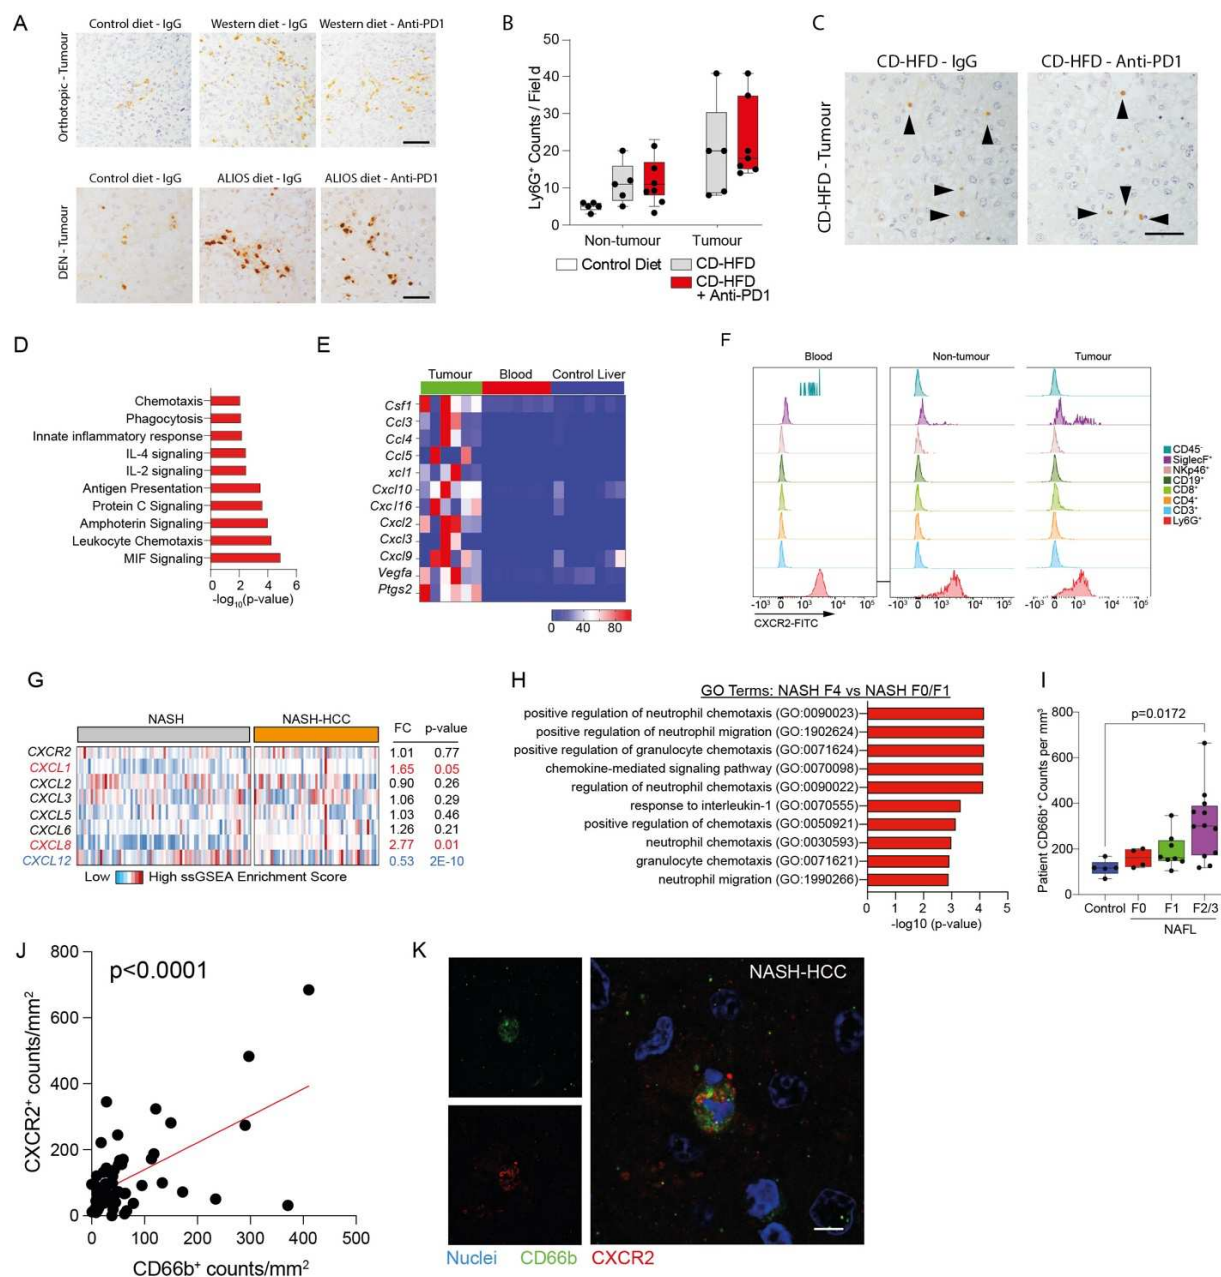 A
Control diet - IgG
Western diet - IgG
Western diet - Anti-PD1
Orthotopic - Tumour
Control diet - IgG
ALIOS diet - IgG
ALIOS diet - Anti-PD1
DEN - Tumour
B
Ly6G⁺ Counts / Field
50
40
30
20
10
0
Non-tumour
Tumour
Control Diet
CD-HFD
CD-HFD
+ Anti-PD1
C
CD-HFD - IgG
CD-HFD - Anti-PD1
CD-HFD - Tumour
D
Chemotaxis
Phagocytosis
Innate inflammatory response
IL-4 signaling
IL-2 signaling
Antigen Presentation
Protein C Signaling
Amphoterin Signaling
Leukocyte Chemotaxis
MIF Signaling
0 2 4 6
-log₁₀(p-value)
E
Tumour Blood Control Liver
Csf1
Ccl3
Ccl4
Ccl5
xcl1
Cxcl10
Cxcl16
Cxcl2
Cxcl3
Cxcl9
Vegfa
Ptgs2
0 40 80
F
Blood
Non-tumour
Tumour
CD45⁻
SiglecF⁺
NKp46⁺
CD19⁺
CD8⁺
CD4⁺
CD3⁺
Ly6G⁺
-10³ 10³ 10⁴ 10⁵
-10³ 10³ 10⁴ 10⁵
-10³ 10³ 10⁴ 10⁵
CXCR2-FITC
G
NASH
NASH-HCC
FC p-value
CXCR2 1.01 0.77
CXCL1 1.65 0.05
CXCL2 0.90 0.26
CXCL3 1.06 0.29
CXCL5 1.03 0.46
CXCL6 1.26 0.21
CXCL8 2.77 0.01
CXCL12 0.53 2E-10
Low High ssGSEA Enrichment Score
H
GO Terms: NASH F4 vs NASH F0/F1
positive regulation of neutrophil chemotaxis (GO:0090023)
positive regulation of neutrophil migration (GO:1902624)
positive regulation of granulocyte chemotaxis (GO:0071624)
chemokine-mediated signaling pathway (GO:0070098)
regulation of neutrophil chemotaxis (GO:0090022)
response to interleukin-1 (GO:0070555)
positive regulation of chemotaxis (GO:0050921)
neutrophil chemotaxis (GO:0030593)
granulocyte chemotaxis (GO:0071621)
neutrophil migration (GO:1990266)
0 1 2 3 4 5
-log10 (p-value)
I
Patient CD66b⁺ Counts per mm³
800
600
400
200
0
p=0.0172
Control F0 F1 F2/3
NAFL
J
p<0.0001
CXCR2⁺ counts/mm²
800
600
400
200
0
0 100 200 300 400 500
CD66b⁺ counts/mm²
K
NASH-HCC
Nuclei CD66b CXCR2